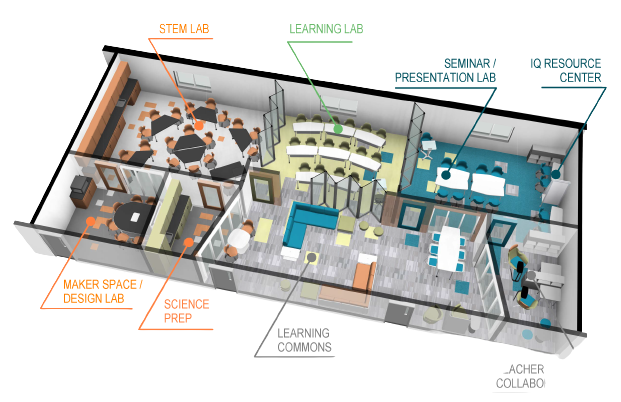 STEM LAB
LEARNING LAB
SEMINAR /
PRESENTATION LAB
IQ RESOURCE
CENTER
MAKER SPACE /
DESIGN LAB
SCIENCE
PREP
LEARNING
COMMONS